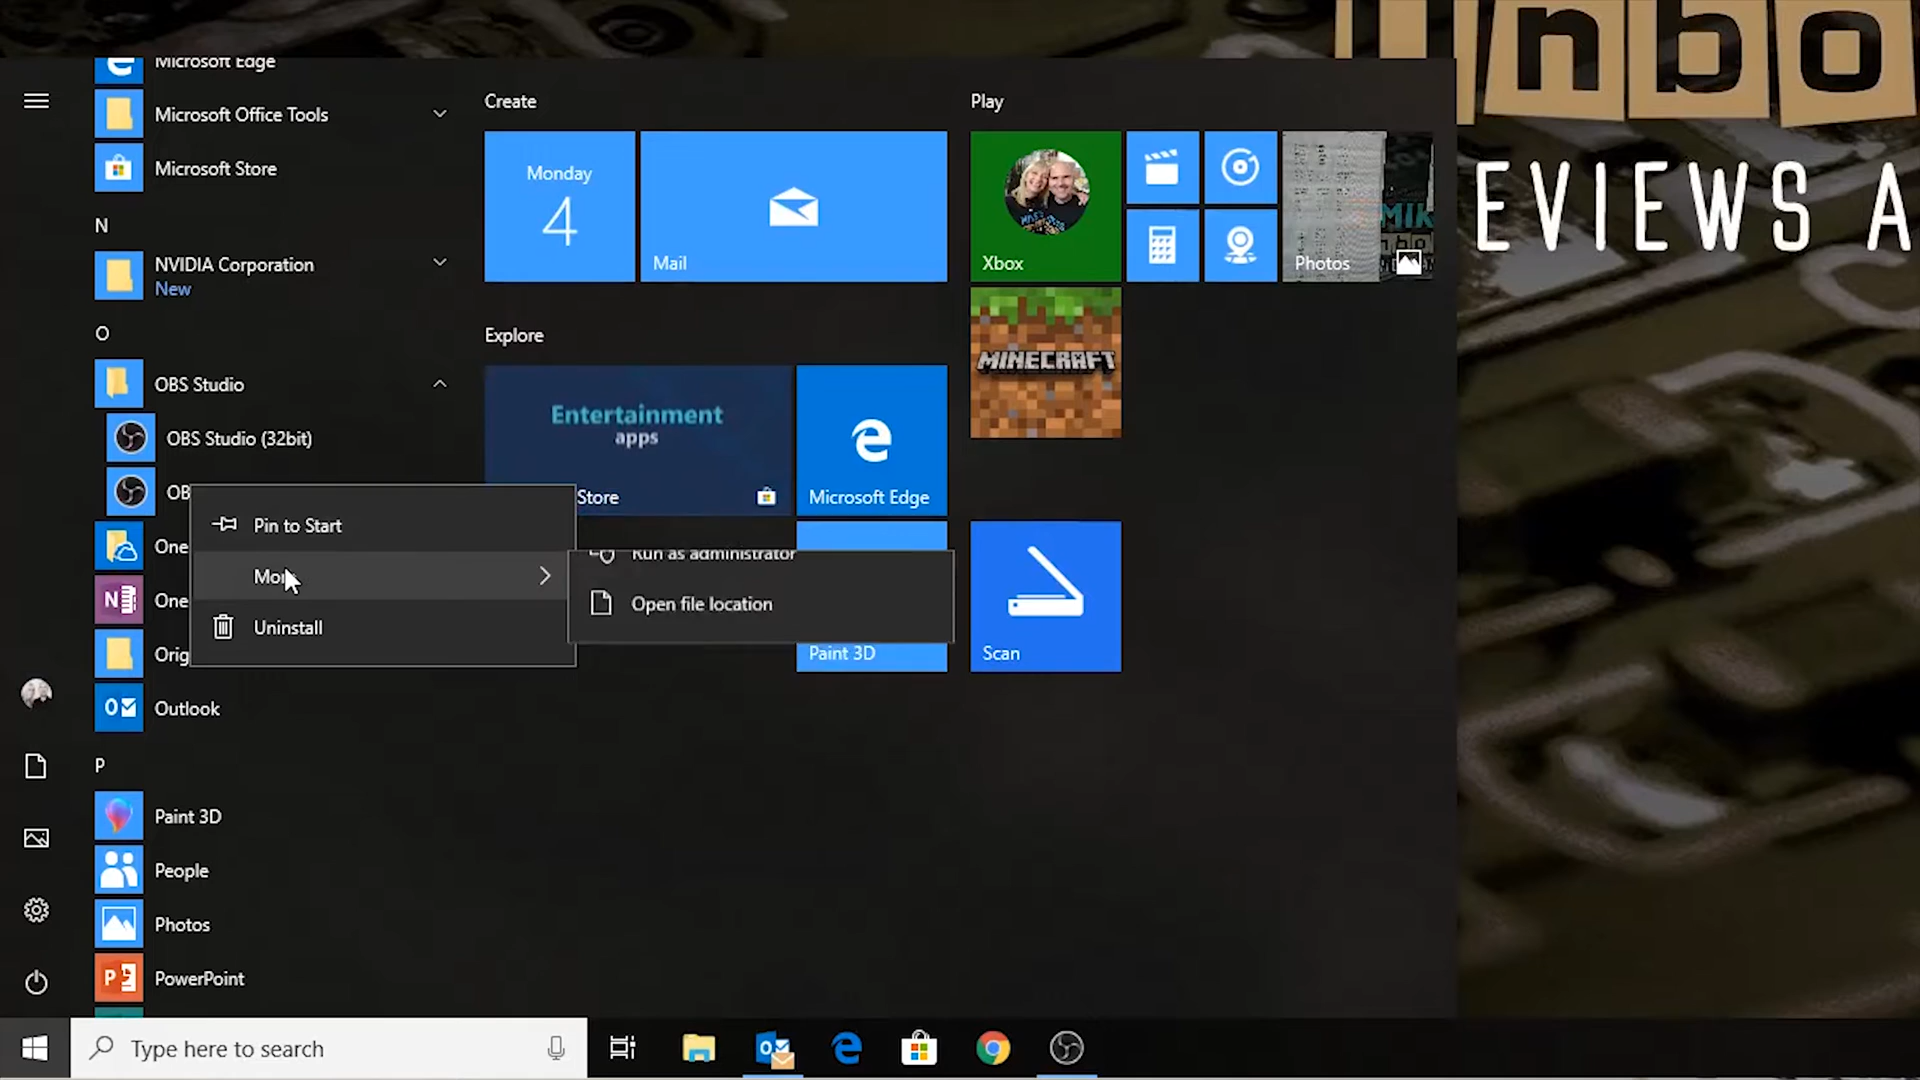 nbo
EVIEWS A
Microsoft Edge
Microsoft Office Tools
Microsoft Store
N
NVIDIA Corporation
New
O
OBS Studio
OBS Studio (32bit)
OB
One
One
Orig
Outlook
P
Paint 3D
People
Photos
PowerPoint
Pin to Start
Mo
Uninstall
Run as administrator
Open file location
Create
Monday
4
Mail
Explore
Entertainment
apps
Store
Microsoft Edge
Paint 3D
Play
Xbox
MIK
Photos
MINECRAFT
Scan
Type here to search